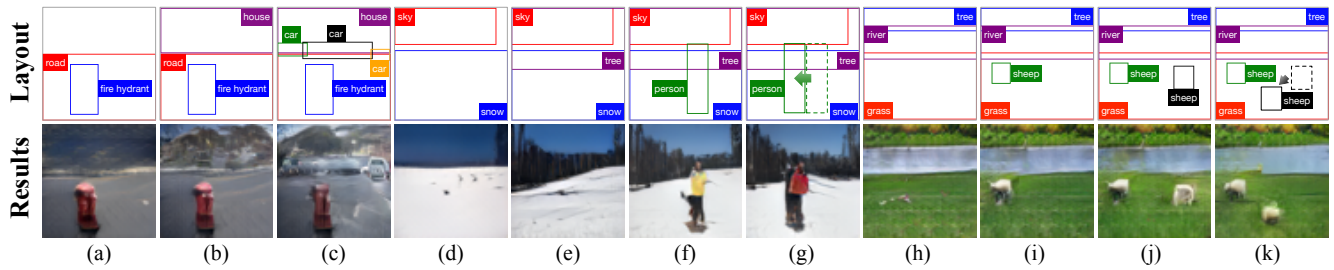 Layout
road
fire hydrant
house
road
fire hydrant
house
car
car
car
fire hydrant
sky
snow
sky
tree
snow
sky
tree
person
snow
sky
tree
person
snow
tree
river
grass
tree
river
sheep
grass
tree
river
sheep
sheep
grass
tree
river
sheep
sheep
grass
Results
(a) (b) (c) (d) (e) (f) (g) (h) (i) (j) (k)